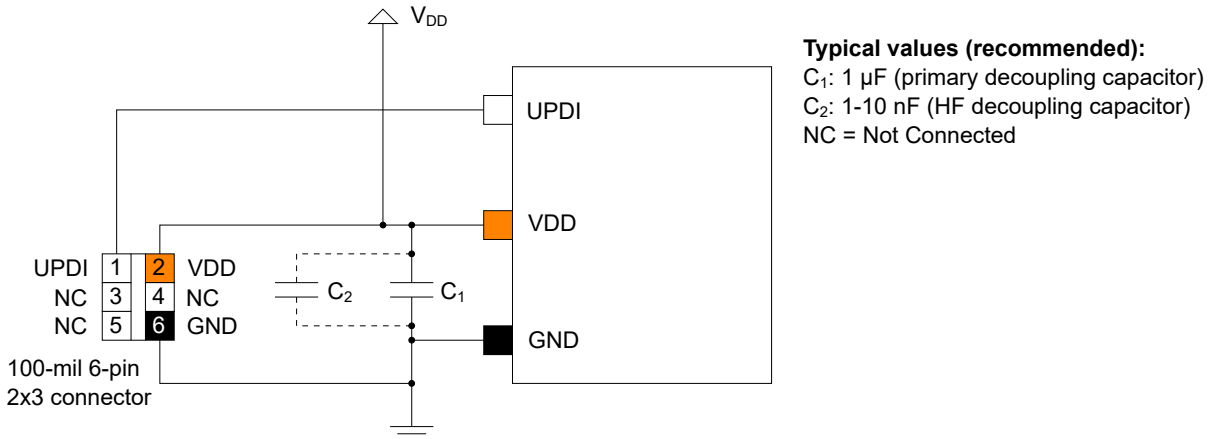 V_DD
Typical values (recommended):
C₁: 1 µF (primary decoupling capacitor)
C₂: 1-10 nF (HF decoupling capacitor)
NC = Not Connected
UPDI
VDD
UPDI 1 2 VDD
NC 3 4 NC
NC 5 6 GND
C₂
C₁
GND
100-mil 6-pin
2x3 connector